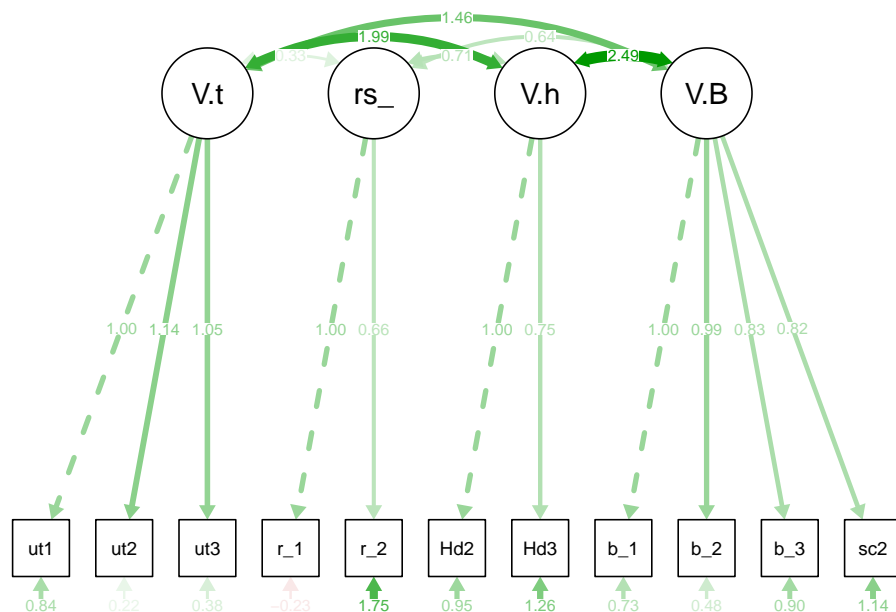 1.46
1.99 0.64
0.33 0.71 2.49
V.t rs_ V.h V.B
1.00 1.14 1.05 1.00 0.66 1.00 0.75 1.00 0.99 0.83 0.82
ut1 ut2 ut3 r_1 r_2 Hd2 Hd3 b_1 b_2 b_3 sc2
0.84 0.22 0.38 −0.23 1.75 0.95 1.26 0.73 0.48 0.90